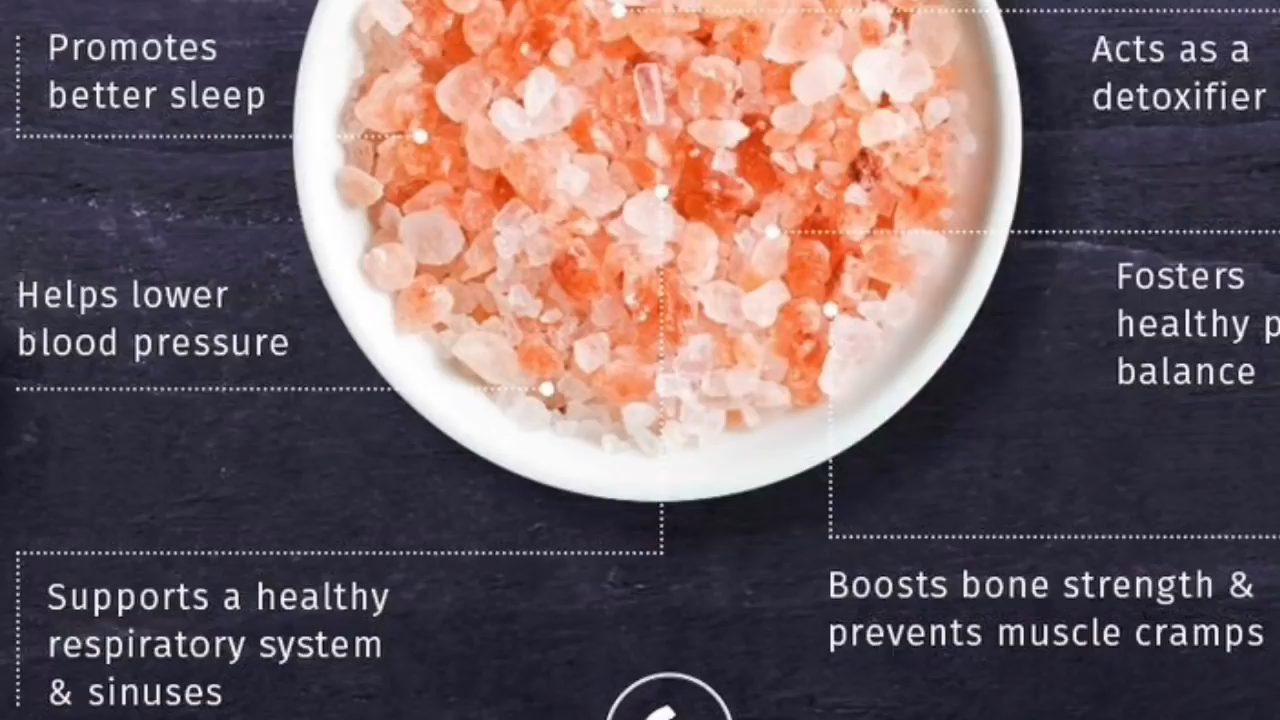 Promotes
better sleep
Acts as a
detoxifier
Helps lower
blood pressure
Fosters
healthy
balance
Supports a healthy
respiratory system
& sinuses
Boosts bone strength &
prevents muscle cramps